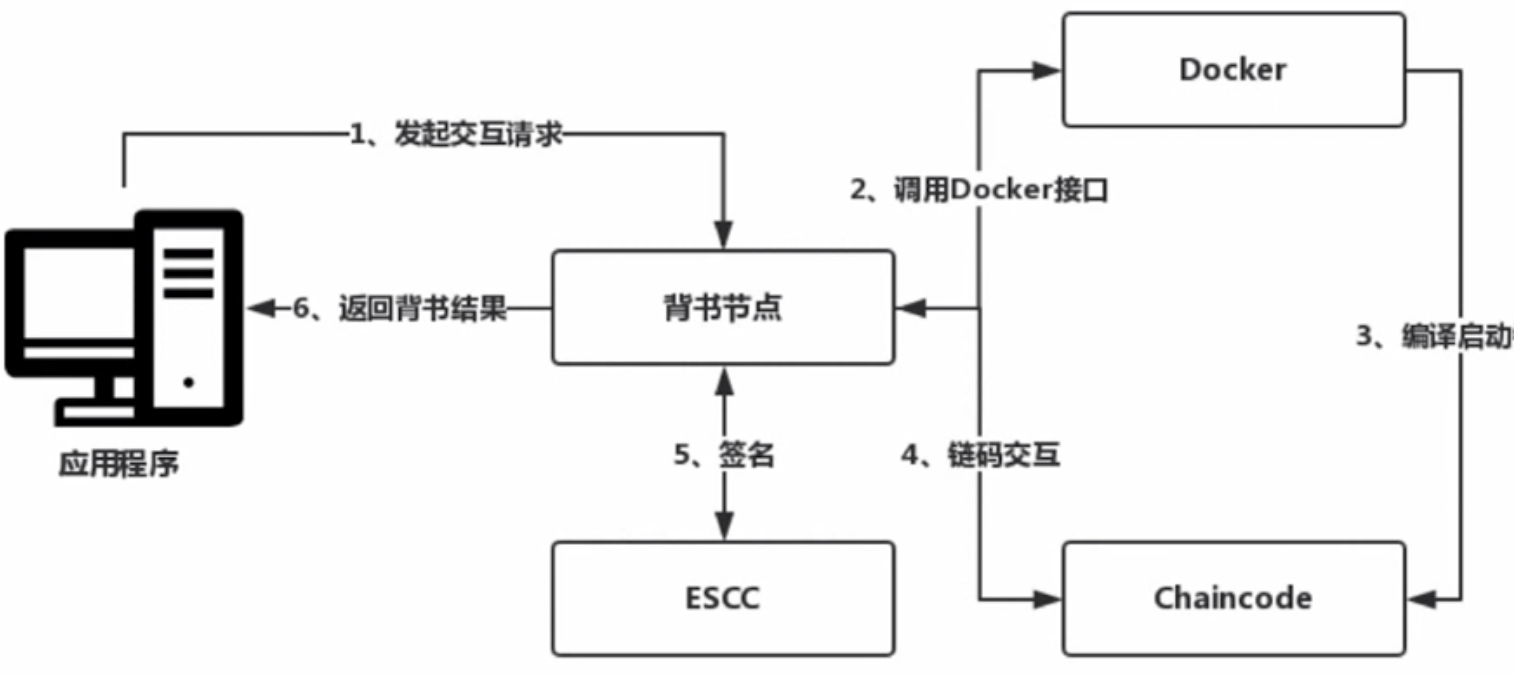 Docker
1、发起交互请求
2、调用Docker接口
6、返回背书结果
背书节点
3、编译启动
应用程序
5、签名
4、链码交互
ESCC
Chaincode